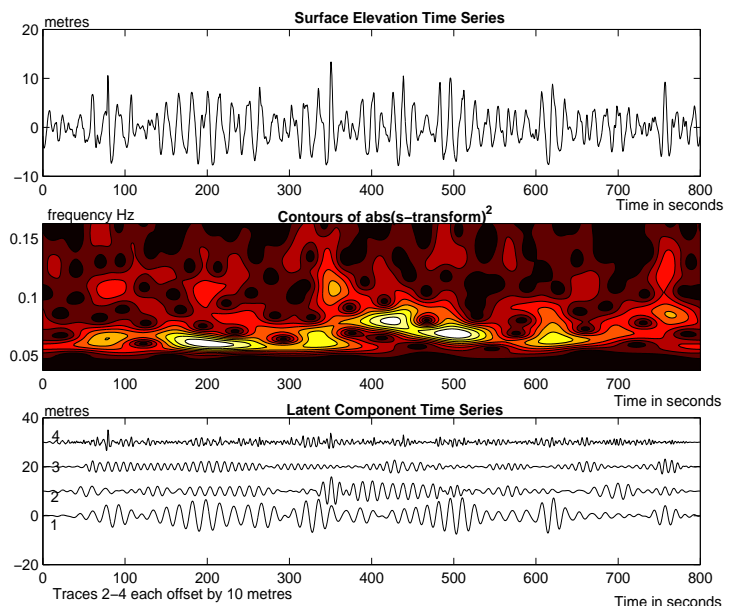 Surface Elevation Time Series
metres
20
10
0
−10
0 100 200 300 400 500 600 700 800
Time in seconds
frequency Hz
Contours of abs(s−transform)2
0.15
0.1
0.05
0 100 200 300 400 500 600 700
Time in seconds
Latent Component Time Series
metres
40
20
0
−20
4
3
2
1
0 100 200 300 400 500 600 700 800
Traces 2−4 each offset by 10 metres
Time in seconds